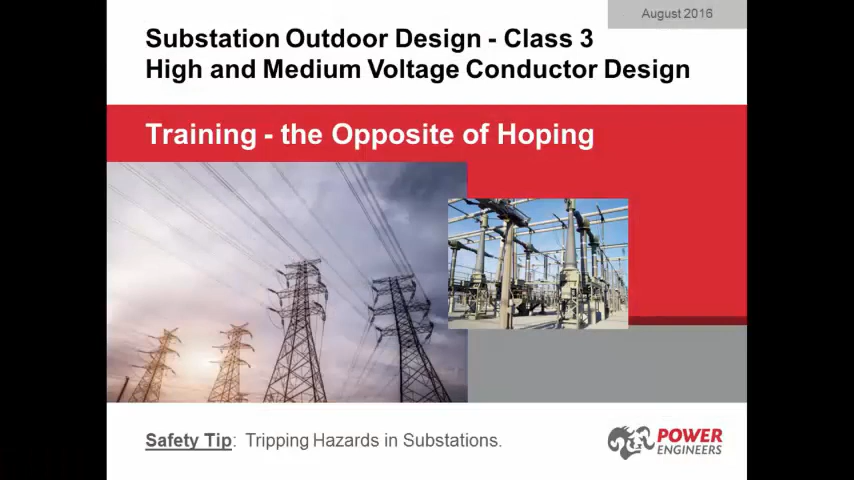 August 2016
Substation Outdoor Design - Class 3
High and Medium Voltage Conductor Design
Training - the Opposite of Hoping
Safety Tip: Tripping Hazards in Substations.
POWER
ENGINEERS